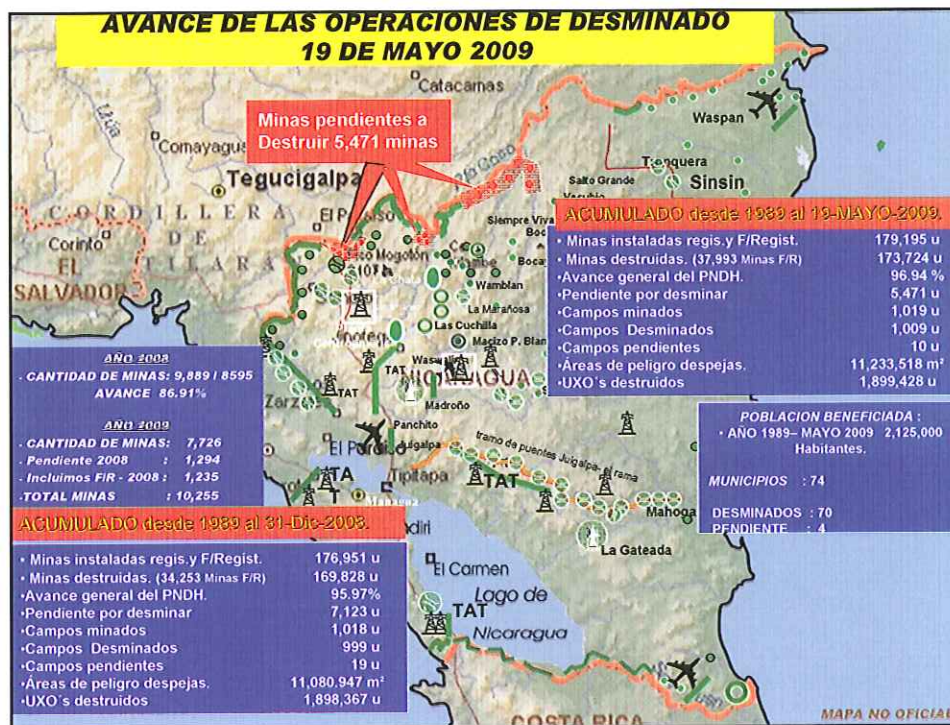 AVANCE DE LAS OPERACIONES DE DESMINADO
19 DE MAYO 2009
Catacamas
Waspan
Minas pendientes a
Destruir 5,471 minas
Comayagua
Tegucigalpa
Salto Grande
Sinsin
CORDILLERA
DE
Corinto
EL
SALVADOR
Siempre Viva
Wamblan
La Marañosa
Las Cuchilla
Macizo P. Blan
ACUMULADO desde 1989 al 19-MAYO-2009.
• Minas instaladas regis.y F/Regist. 179,195 u
• Minas destruidas. (37,993 Minas F/R) 173,724 u
•Avance general del PNDH. 96.94 %
•Pendiente por desminar 5,471 u
•Campos minados 1,019 u
•Campos Desminados 1,009 u
•Campos pendientes 10 u
•Áreas de peligro despejas. 11,233,518 m²
•UXO´s destruidos 1,899,428 u
AÑO 2008
- CANTIDAD DE MINAS: 9,889 / 8595
AVANCE 86.91%
AÑO 2009
- CANTIDAD DE MINAS: 7,726
- Pendiente 2008 : 1,294
- Incluimos F/R - 2008 : 1,235
-TOTAL MINAS : 10,255
TAT
TAT
Madroño
Panchito
Juigalpa
Tipitapa
Managua
TAT
tramo de puentes Juigalpa- el rama
Mahoga
La Gateada
POBLACION BENEFICIADA :
• AÑO 1989– MAYO 2009 2,125,000
Habitantes.
MUNICIPIOS : 74
DESMINADOS : 70
PENDIENTE : 4
ACUMULADO desde 1989 al 31-Dic-2008.
• Minas instaladas regis.y F/Regist. 176,951 u
• Minas destruidas. (34,253 Minas F/R) 169,828 u
•Avance general del PNDH. 95.97%
•Pendiente por desminar 7,123 u
•Campos minados 1,018 u
•Campos Desminados 999 u
•Campos pendientes 19 u
•Áreas de peligro despejas. 11,080.947 m²
•UXO´s destruidos 1,898,367 u
El Carmen
TAT
Lago de
Nicaragua
COSTA RICA
MAPA NO OFICIAL